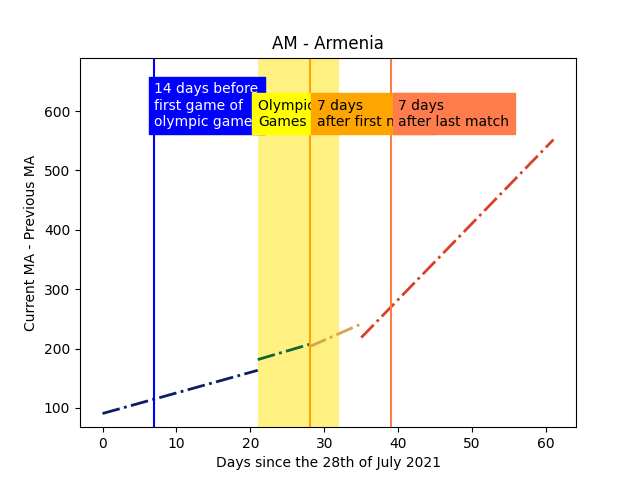 AM - Armenia
14 days before
first game of
olympic game
Olympic
Games
7 days
after first m
7 days
after last match
Current MA - Previous MA
600
500
400
300
200
100
0
10
20
30
40
50
60
Days since the 28th of July 2021